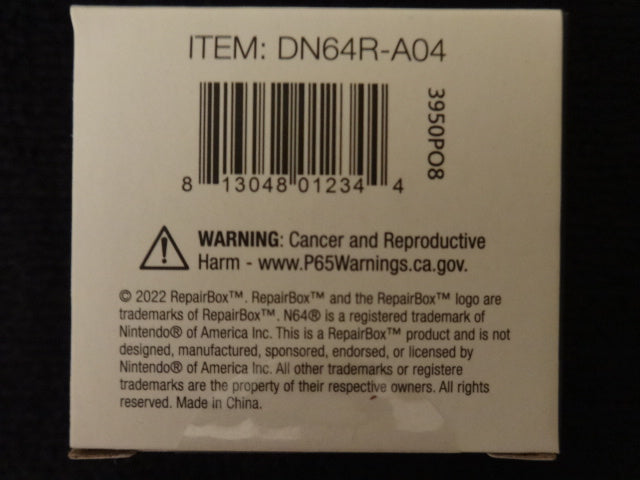 ITEM: DN64R-A04
3950PO8
8 13048 01234 4
WARNING: Cancer and Reproductive
Harm - www.P65Warnings.ca.gov.
© 2022 RepairBox™. RepairBox™ and the RepairBox™ logo are
trademarks of RepairBox™. N64® is a registered trademark of
Nintendo® of America Inc. This is a RepairBox™ product and is not
designed, manufactured, sponsored, endorsed, or licensed by
Nintendo® of America Inc. All other trademarks or registere
trademarks are the property of their respective owners. All rights
reserved. Made in China.